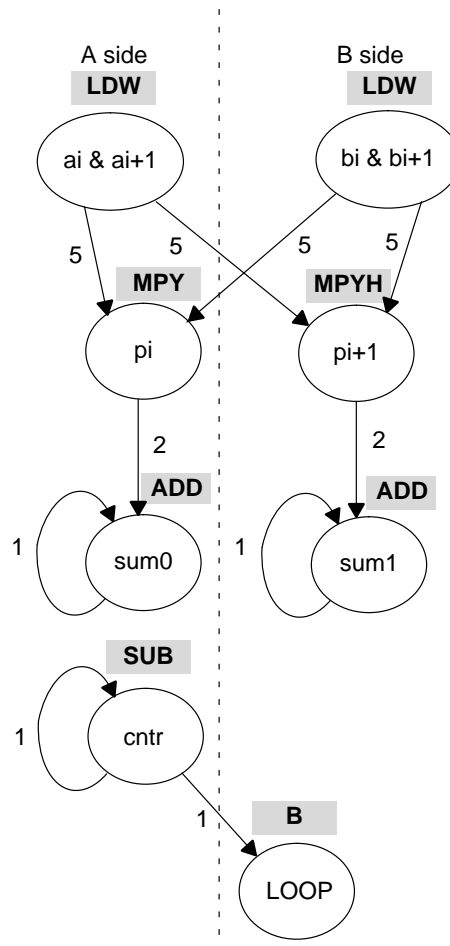 A side B side
LDW LDW
ai & ai+1 bi & bi+1
5 5 5 5
MPY MPYH
pi pi+1
2 2
ADD ADD
1 sum0 1 sum1
SUB
1 cntr
1 B
LOOP